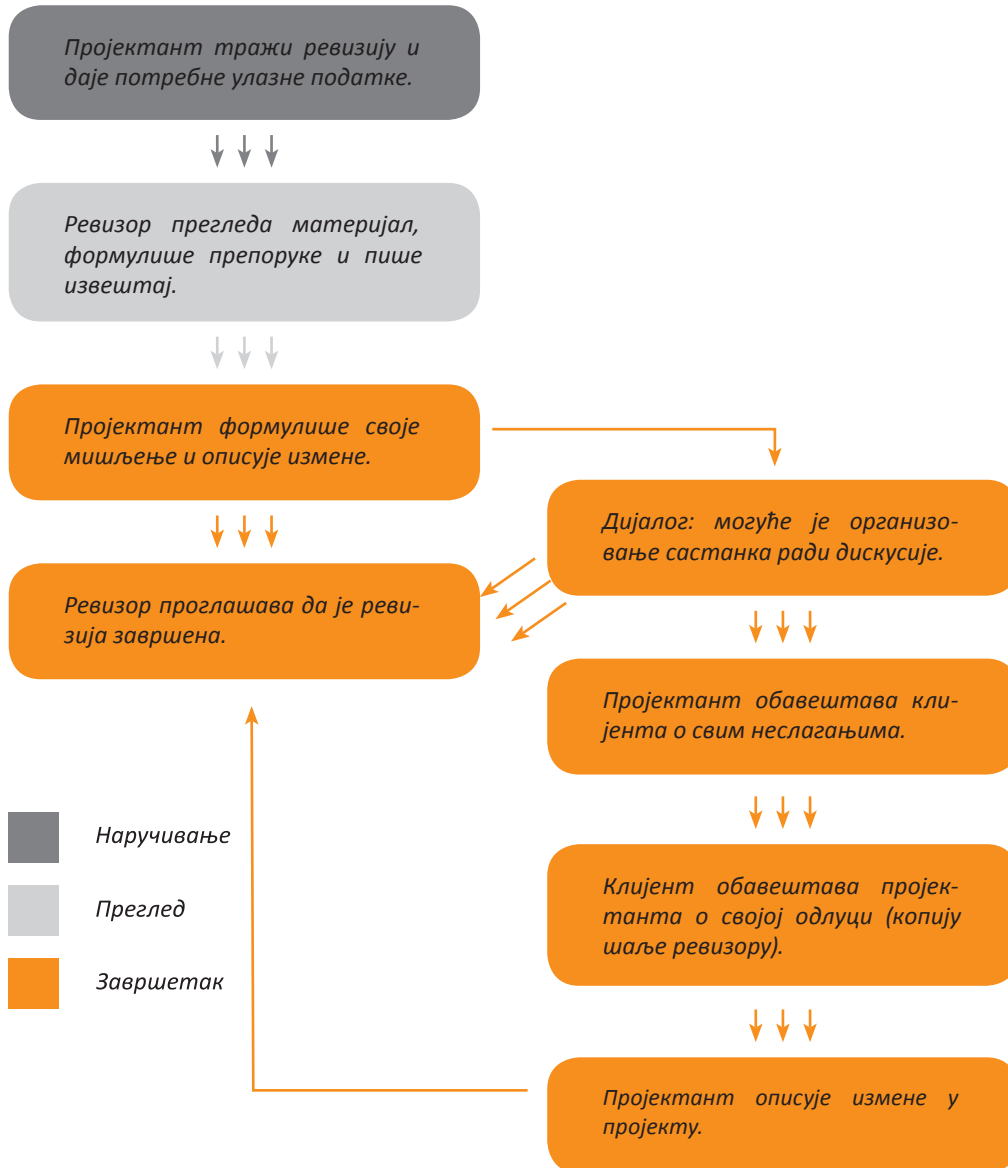 Пројектант тражи ревизију и
даје потребне улазне податке.
Ревизор прегледа материјал,
формулише препоруке и пише
извештај.
Пројектант формулише своје
мишљење и описује измене.
Дијалог: могуће је организо-
вање састанка ради дискусије.
Ревизор проглашава да је реви-
зија завршена.
Пројектант обавештава кли-
јента о свим неслагањима.
Клијент обавештава пројек-
танта о својој одлуци (копију
шаље ревизору).
Пројектант описује измене у
пројекту.
Наручивање
Преглед
Завршетак